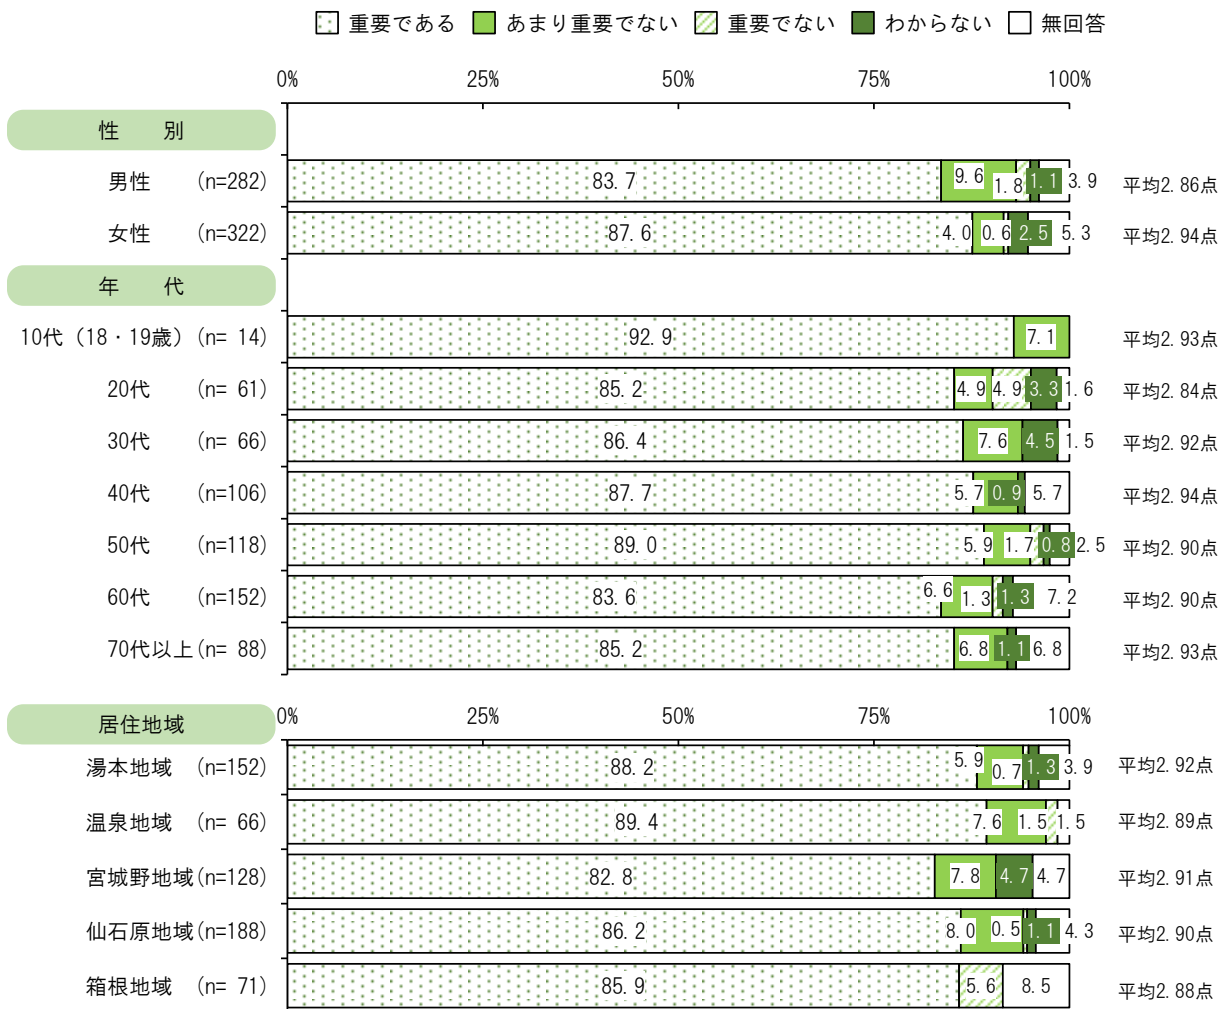 重要である あまり重要でない 重要でない わからない 無回答
0% 25% 50% 75% 100%
性 別
男性 (n=282) 83.7 9.6 1.8 1.1 3.9 平均2.86点
女性 (n=322) 87.6 4.0 0.6 2.5 5.3 平均2.94点
年 代
10代（18・19歳）(n= 14) 92.9 7.1 平均2.93点
20代 (n= 61) 85.2 4.9 4.9 3.3 1.6 平均2.84点
30代 (n= 66) 86.4 7.6 4.5 1.5 平均2.92点
40代 (n=106) 87.7 5.7 0.9 5.7 平均2.94点
50代 (n=118) 89.0 5.9 1.7 0.8 2.5 平均2.90点
60代 (n=152) 83.6 6.6 1.3 1.3 7.2 平均2.90点
70代以上(n= 88) 85.2 6.8 1.1 6.8 平均2.93点
居住地域 0% 25% 50% 75% 100%
湯本地域 (n=152) 88.2 5.9 0.7 1.3 3.9 平均2.92点
温泉地域 (n= 66) 89.4 7.6 1.5 1.5 平均2.89点
宮城野地域(n=128) 82.8 7.8 4.7 4.7 平均2.91点
仙石原地域(n=188) 86.2 8.0 0.5 1.1 4.3 平均2.90点
箱根地域 (n= 71) 85.9 5.6 8.5 平均2.88点